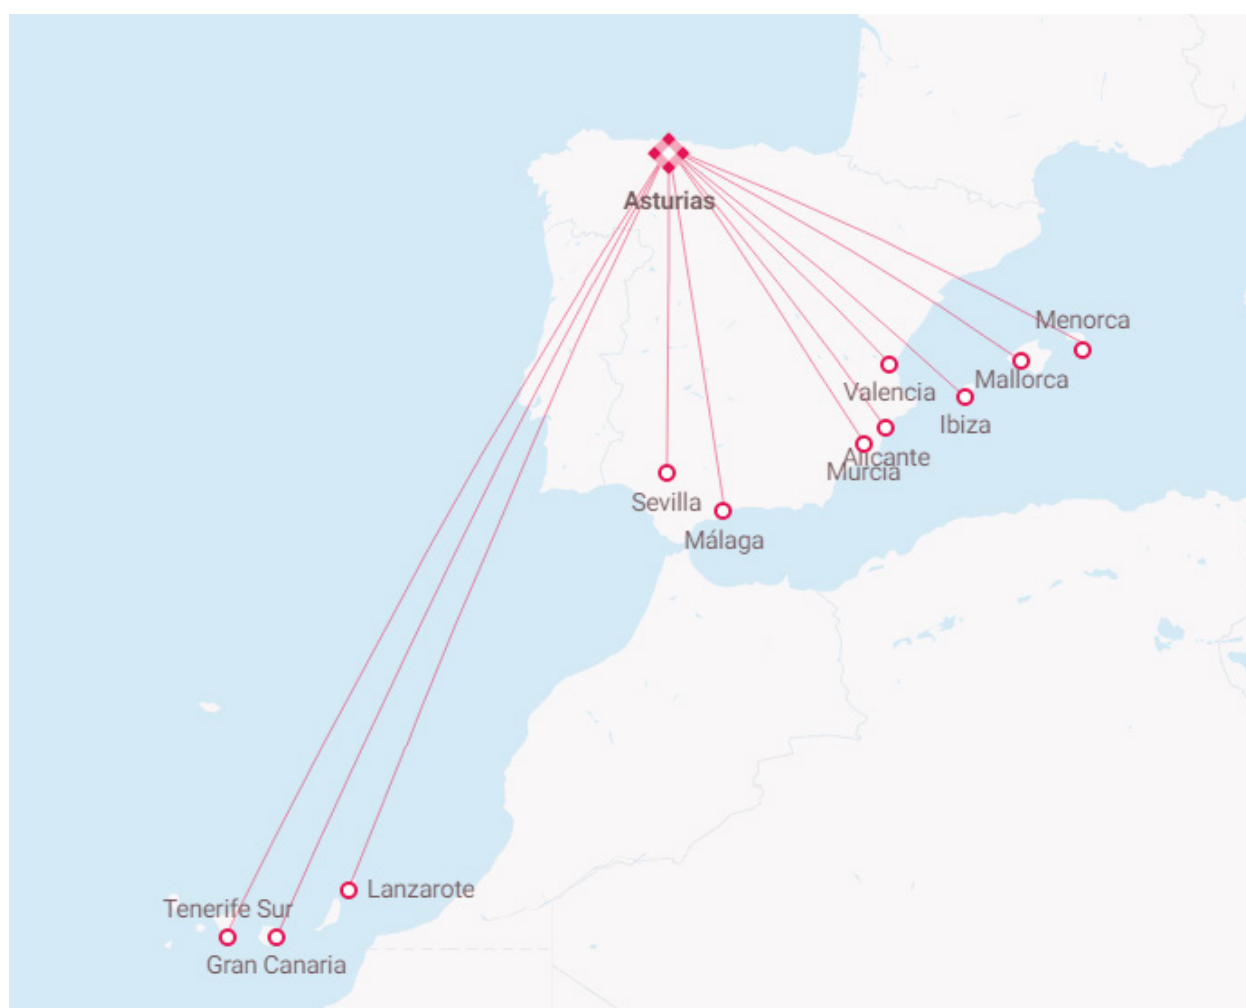 Asturias
Menorca
Mallorca
Valencia
Ibiza
Alicante
Murcia
Sevilla
Málaga
Lanzarote
Tenerife Sur
Gran Canaria